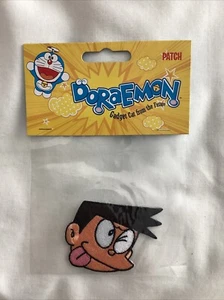 PATCH
DORAEMON
Gadget Cat from the Future